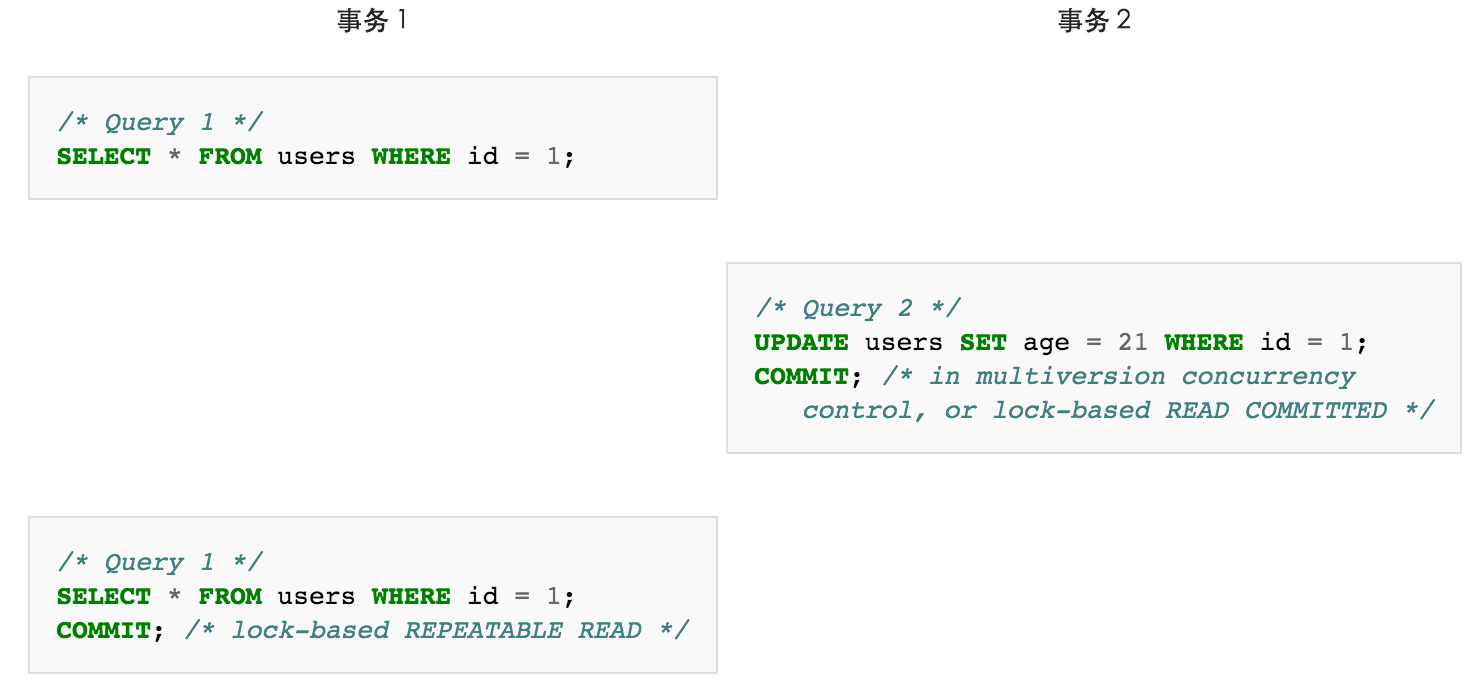 事务 1
事务 2
/* Query 1 */
SELECT * FROM users WHERE id = 1;
/* Query 2 */
UPDATE users SET age = 21 WHERE id = 1;
COMMIT; /* in multiversion concurrency
control, or lock-based READ COMMITTED */
/* Query 1 */
SELECT * FROM users WHERE id = 1;
COMMIT; /* lock-based REPEATABLE READ */